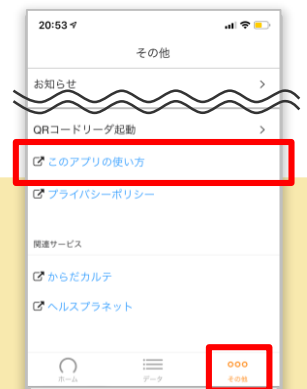 20:53
その他
お知らせ
QRコードリーダ起動
このアプリの使い方
プライバシーポリシー
関連サービス
からだカルテ
ヘルスプラネット
ホーム
データ
その他